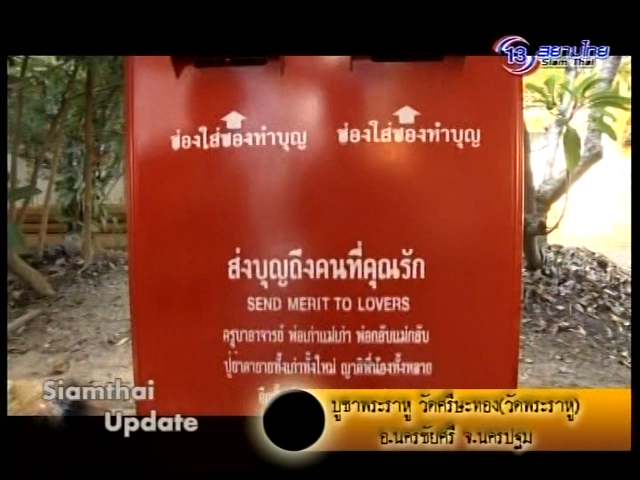 13 สยามไทย
Siam Thai
ช่องใส่ซองทำบุญ ช่องใส่ซองทำบุญ
ส่งบุญถึงคนที่คุณรัก
SEND MERIT TO LOVERS
ครูบาอาจารย์ พ่อเก่าแม่เก่า พ่อกลับแม่กลับ
ปู่ย่าตายายทั้งเก่าทั้งใหม่ ญาติพี่น้องทั้งหลาย
Siamthai
Update
บูชาพระราหู วัดศรีษะทอง(วัดพระราหู)
อ.นครชัยศรี จ.นครปฐม